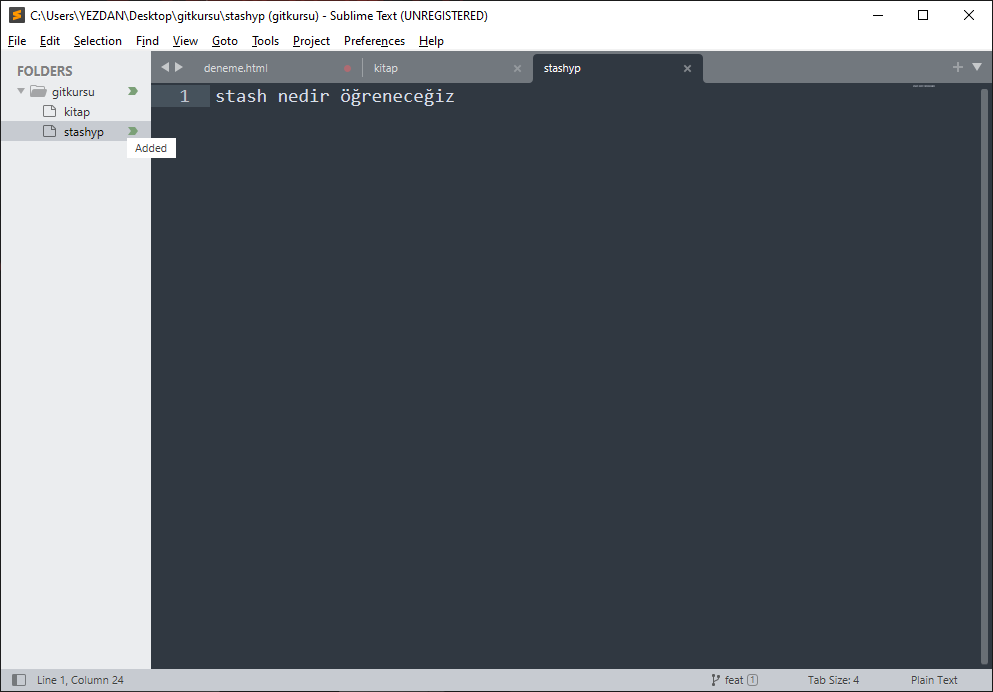 C:\Users\YEZDAN\Desktop\gitkursu\stashyp (gitkursu) - Sublime Text (UNREGISTERED)
File Edit Selection Find View Goto Tools Project Preferences Help
FOLDERS
gitkursu
kitap
stashyp
Added
deneme.html kitap stashyp
1 stash nedir öğreneceğiz
Line 1, Column 24 feat 1 Tab Size: 4 Plain Text